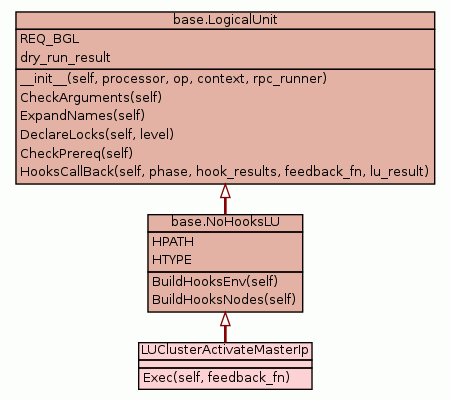 base.LogicalUnit
REQ_BGL
dry_run_result
__init__(self, processor, op, context, rpc_runner)
CheckArguments(self)
ExpandNames(self)
DeclareLocks(self, level)
CheckPrereq(self)
HooksCallBack(self, phase, hook_results, feedback_fn, lu_result)
base.NoHooksLU
HPATH
HTYPE
BuildHooksEnv(self)
BuildHooksNodes(self)
LUClusterActivateMasterIp
Exec(self, feedback_fn)